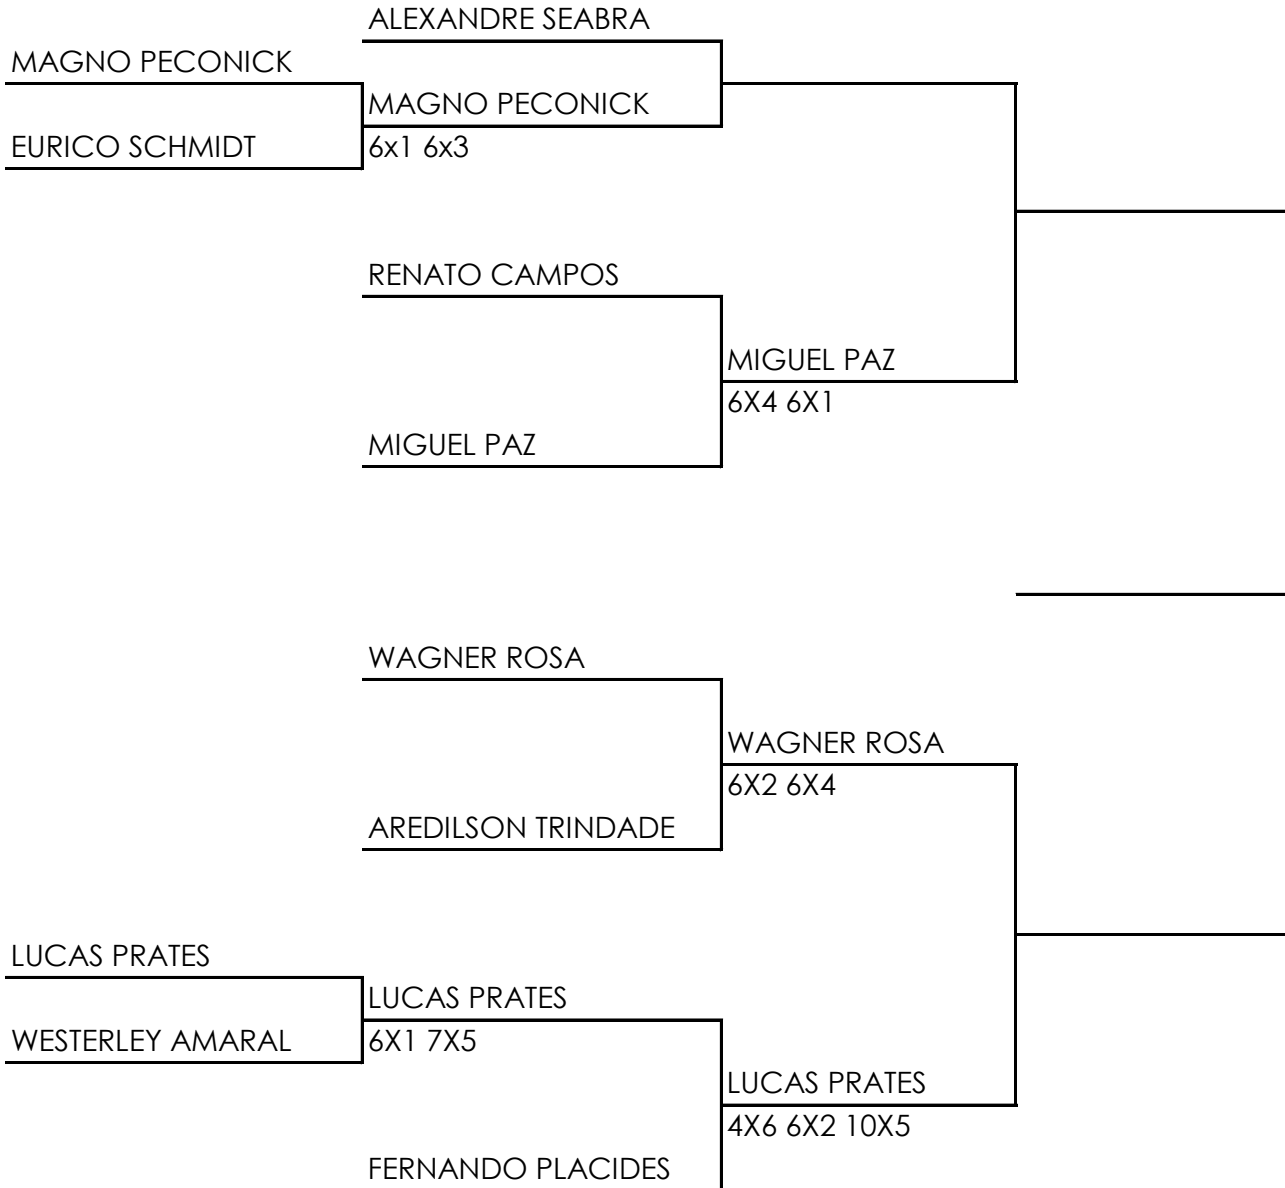 ALEXANDRE SEABRA
MAGNO PECONICK
MAGNO PECONICK
EURICO SCHMIDT
6x1 6x3
RENATO CAMPOS
MIGUEL PAZ
6X4 6X1
MIGUEL PAZ
WAGNER ROSA
WAGNER ROSA
6X2 6X4
AREDILSON TRINDADE
LUCAS PRATES
LUCAS PRATES
WESTERLEY AMARAL
6X1 7X5
LUCAS PRATES
4X6 6X2 10X5
FERNANDO PLACIDES